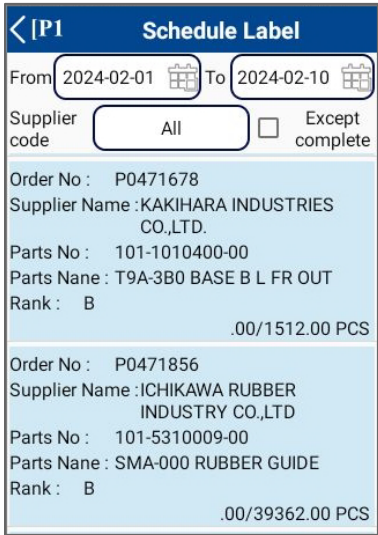 [P1 Schedule Label
From 2024-02-01 To 2024-02-10
Supplier code All Except complete
Order No : P0471678
Supplier Name :KAKIHARA INDUSTRIES
CO.,LTD.
Parts No : 101-1010400-00
Parts Nane : T9A-3B0 BASE B L FR OUT
Rank : B
.00/1512.00 PCS
Order No : P0471856
Supplier Name :ICHIKAWA RUBBER
INDUSTRY CO.,LTD
Parts No : 101-5310009-00
Parts Nane : SMA-000 RUBBER GUIDE
Rank : B
.00/39362.00 PCS